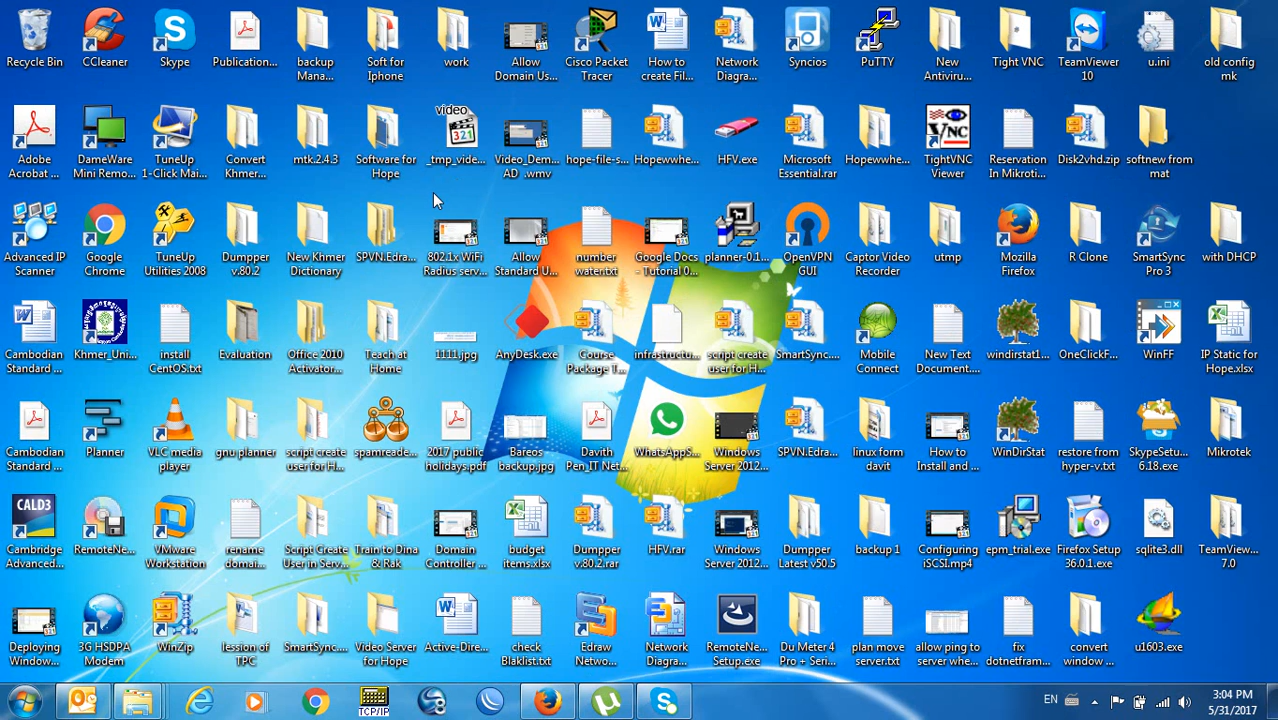 Recycle Bin
CCleaner
Skype
Publication...
backup
Mana...
Soft for
Iphone
work
Allow
Domain Us...
Cisco Packet
Tracer
How to
create Fil...
Network
Diagra...
Syncios
PuTTY
New
Antiviru...
Tight VNC
TeamViewer
10
u.ini
old config
mk
Adobe
Acrobat ...
DameWare
Mini Remo...
TuneUp
1-Click Mai...
Convert
Khmer...
mtk.2.4.3
Software for
Hope
video
321
_tmp_vide...
Video_Dem...
AD .wmv
hope-file-s...
Hopewwhe...
HFV.exe
Microsoft
Essential.rar
Hopewwhe...
TightVNC
Viewer
Reservation
In Mikroti...
Disk2vhd.zip
softnew from
mat
Advanced IP
Scanner
Google
Chrome
TuneUp
Utilities 2008
Dumpper
v.80.2
New Khmer
Dictionary
SPVN.Edra...
802.1x WiFi
Radius serv...
Allow
Standard U...
number
water.txt
Google Docs
- Tutorial 0...
planner-0.1...
OpenVPN
GUI
Captor Video
Recorder
utmp
Mozilla
Firefox
R Clone
SmartSync
Pro 3
with DHCP
Cambodian
Standard ...
Khmer_Uni...
install
CentOS.txt
Evaluation
Office 2010
Activator...
Teach at
Home
1111.jpg
AnyDesk.exe
Course
Package T...
infrastructu...
script create
user for H...
SmartSync....
Mobile
Connect
New Text
Document....
windirstat1...
OneClickF...
WinFF
IP Static for
Hope.xlsx
Cambodian
Standard ...
Planner
VLC media
player
gnu planner
script create
user for H...
spamreade...
2017 public
holidays.pdf
Bareos
backup.jpg
Davith
Pen_IT Net...
WhatsAppS...
Windows
Server 2012...
SPVN.Edra...
linux form
davit
How to
Install and ...
WinDirStat
restore from
hyper-v.txt
SkypeSetu...
6.18.exe
Mikrotek
CALD3
Cambridge
Advanced...
RemoteNe...
VMware
Workstation
rename
domai...
Script Create
User in Serv...
Train to Dina
& Rak
Domain
Controller ...
budget
items.xlsx
Dumpper
v.80.2.rar
HFV.rar
Windows
Server 2012...
Dumpper
Latest v50.5
backup 1
Configuring
iSCSI.mp4
epm_trial.exe
Firefox Setup
36.0.1.exe
sqlite3.dll
TeamView...
7.0
Deploying
Window...
3G HSDPA
Modem
WinZip
lession of
TPC
SmartSync....
Video Server
for Hope
Active-Dire...
check
Blaklist.txt
Edraw
Netwo...
Network
Diagra...
RemoteNe...
Setup.exe
Du Meter 4
Pro + Seri...
plan move
server.txt
allow ping to
server whe...
fix
dotnetfram...
convert
window ...
u1603.exe
TCP/IP
EN
3:04 PM
5/31/2017